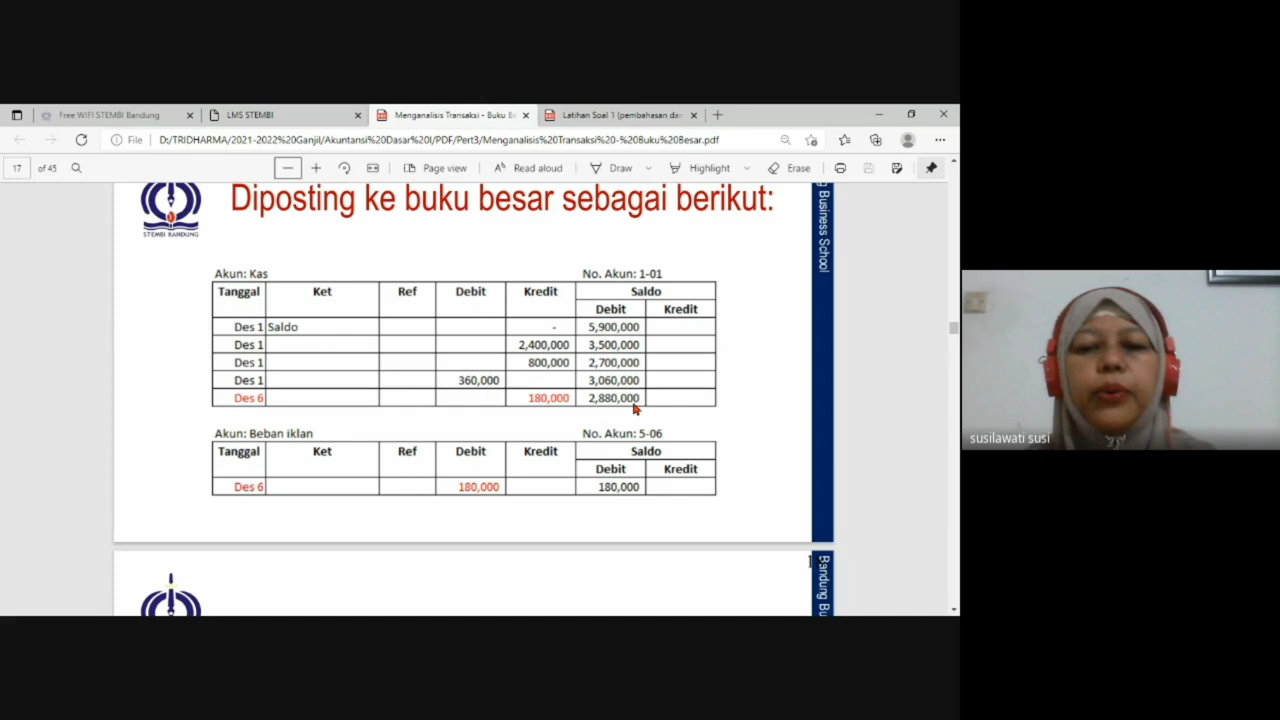 Free WIFI STEMBI Bandung
LMS STEMBI
Menganalisis Transaksi - Buku B
Latihan Soal 1 (pembahasan dan
File
D:/TRIDHARMA/2021-2022%20Ganjil/Akuntansi%20Dasar%20I/PDF/Pert3/Menganalisis%20Transaksi%20-%20Buku%20Besar.pdf
17 of 45 Page view Read aloud Draw Highlight Erase
STEMBI BANDUNG
Diposting ke buku besar sebagai berikut:
Business School
Akun: Kas No. Akun: 1-01
Tanggal Ket Ref Debit Kredit Saldo
Debit Kredit
Des 1 Saldo - 5,900,000
Des 1 2,400,000 3,500,000
Des 1 800,000 2,700,000
Des 1 360,000 3,060,000
Des 6 180,000 2,880,000
Akun: Beban iklan No. Akun: 5-06
Tanggal Ket Ref Debit Kredit Saldo
Debit Kredit
Des 6 180,000 180,000
Bandung Bu
susilawati susi